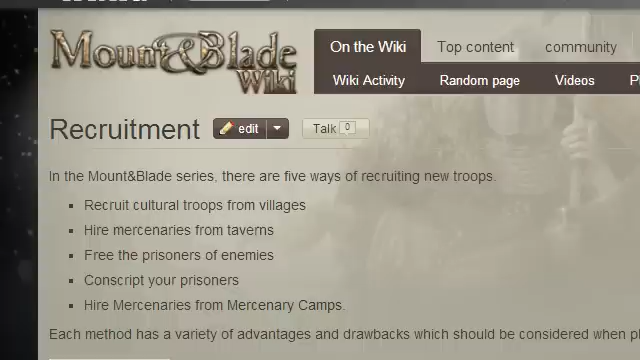 Mount&Blade
Wiki
On the Wiki
Top content
community
Wiki Activity
Random page
Videos
Recruitment
edit
Talk 0
In the Mount&Blade series, there are five ways of recruiting new troops.
Recruit cultural troops from villages
Hire mercenaries from taverns
Free the prisoners of enemies
Conscript your prisoners
Hire Mercenaries from Mercenary Camps.
Each method has a variety of advantages and drawbacks which should be considered when